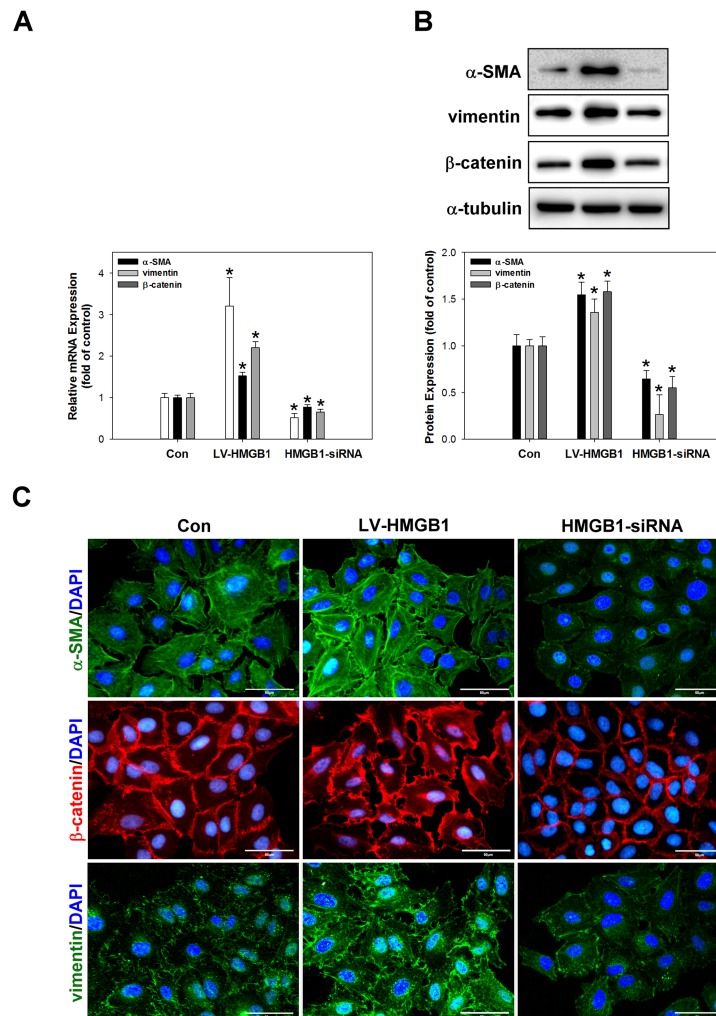 A
B
α-SMA
vimentin
β-catenin
α-tubulin
Relative mRNA Expression
(fold of control)
4
3
2
1
0
α-SMA
vimentin
β-catenin
*
*
*
*
*
*
Con
LV-HMGB1
HMGB1-siRNA
Protein Expression (fold of control)
2.0
1.5
1.0
0.5
0.0
α-SMA
vimentin
β-catenin
*
*
*
*
*
*
Con
LV-HMGB1
HMGB1-siRNA
C
Con
LV-HMGB1
HMGB1-siRNA
α-SMA/DAPI
β-catenin/DAPI
vimentin/DAPI